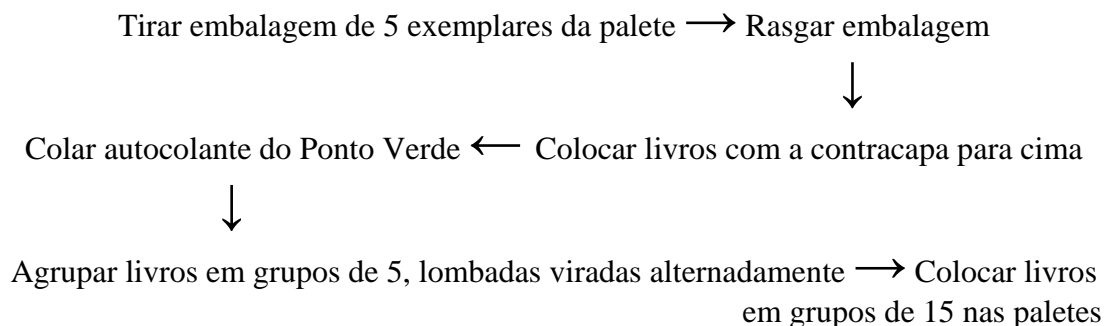 Tirar embalagem de 5 exemplares da palete → Rasgar embalagem
↓
Colar autocolante do Ponto Verde ← Colocar livros com a contracapa para cima
↓
Agrupar livros em grupos de 5, lombadas viradas alternadamente → Colocar livros
em grupos de 15 nas paletes